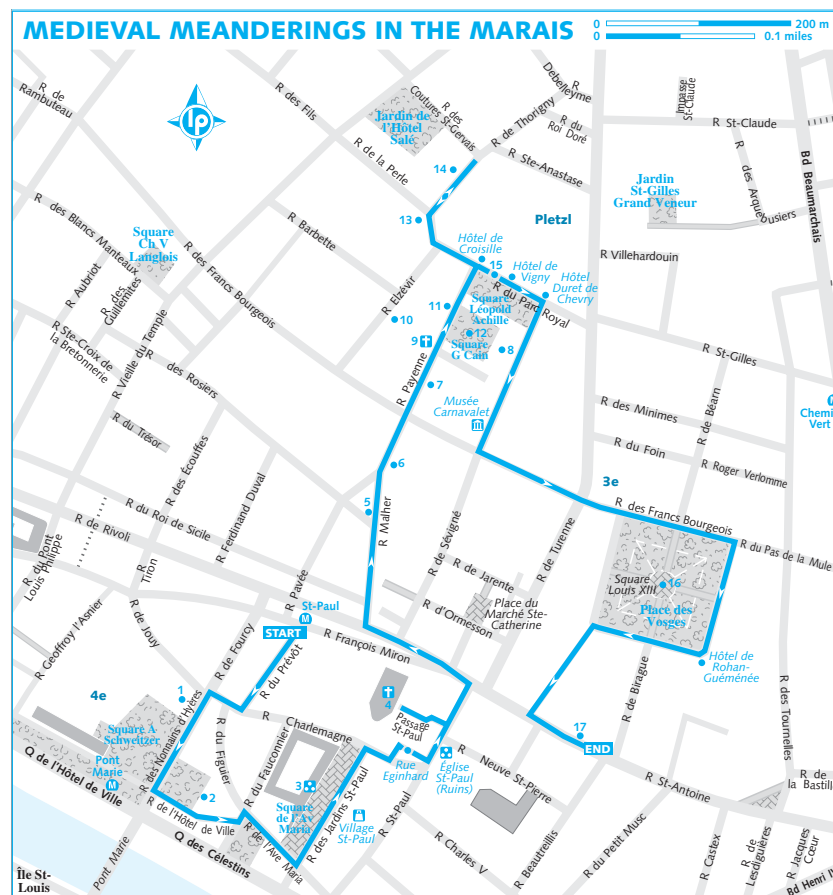 MEDIEVAL MEANDERINGS IN THE MARAIS
0 200 m
0 0.1 miles
R de
Rambuteau
lp
R des Fils
Jardin de
l'Hôtel
Salé
R des
Coutures St-Gervais
R de Thorigny
R
Debelleyme
R du
Roi Doré
R Ste-Anastase
R de la Perle
14
13
Impasse
St-Claude
R St-Claude
R des Arquebusiers
Bd Beaumarchais
Jardin
St-Gilles
Grand Veneur
Pletzl
Square
Ch V
Langlois
R des Blancs Manteaux
R Aubriot
R des
Guillemites
R des Francs Bourgeois
R Barbette
R Elzévir
Hôtel de
Croisille
15
Hôtel de
Vigny
Hôtel
Duret de
Chevry
R du Parc Royal
R Villehardouin
Square
Léopold
Achille
12
Square
G Cain
11
10
9
8
7
R Payenne
Musée
Carnavalet
R St-Gilles
R des Minimes
R de Béarn
R du Foin
R Roger Verlomme
Chemi
Vert
R Ste-Croix de
la Bretonnerie
R Vieille du Temple
R des Rosiers
R du Trésor
R des Écouffes
R Ferdinand Duval
6
5
R Malher
3e
R des Francs Bourgeois
R du Pas de la Mule
R du Roi de Sicile
R de Rivoli
R du Pont
Louis Philippe
R
Tiron
R Pavée
R de Sévigné
R de Turenne
R de Jarente
R d'Ormesson
Place du
Marché Ste-
Catherine
Square
Louis XIII
16
Place des
Vosges
Hôtel de
Rohan-
Guéménée
St-Paul
M
START
R François Miron
R Geoffroy l'Asnier
R de Jouy
R de Fourcy
R du Prévôt
4e
1
Square A
Schweitzer
R des Nonnains d'Hyères
R du Figuier
R du Fauconnier
R Charlemagne
4
Passage
St-Paul
R Neuve St-Pierre
Rue
Eginhard
Église
St-Paul
(Ruins)
R de Birague
17
END
R des Tournelles
R St-Antoine
R de
la Bastill
Pont
Marie
M
Q de l'Hôtel de Ville
R de l'Hôtel
de Ville
2
3
Square
de l'Av
Maria
R des Jardins St-Paul
Village
St-Paul
R St-Paul
R de l'Ave Maria
Q des Célestins
Pont Marie
Île St-
Louis
R Charles V
R Beautreillis
R du Petit Musc
R Castex
R de
Lesdiguières
R Jacques
Cœur
Bd Henri